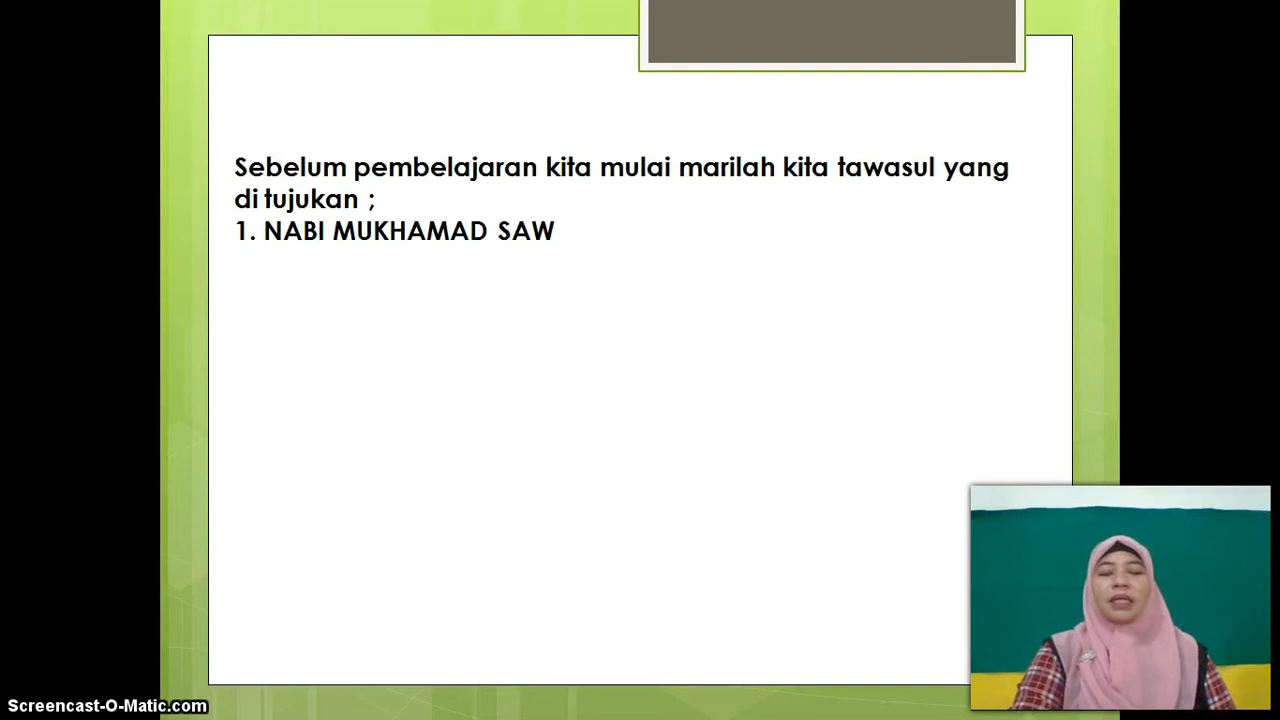 Sebelum pembelajaran kita mulai marilah kita tawasul yang
di tujukan ;
1. NABI MUKHAMAD SAW
Screencast-O-Matic.com